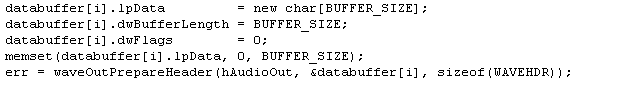 databuffer[i].lpData         = new char[BUFFER_SIZE];
databuffer[i].dwBufferLength = BUFFER_SIZE;
databuffer[i].dwFlags        = 0;
memset(databuffer[i].lpData, 0, BUFFER_SIZE);
err = waveOutPrepareHeader(hAudioOut, &databuffer[i], sizeof(WAVEHDR));